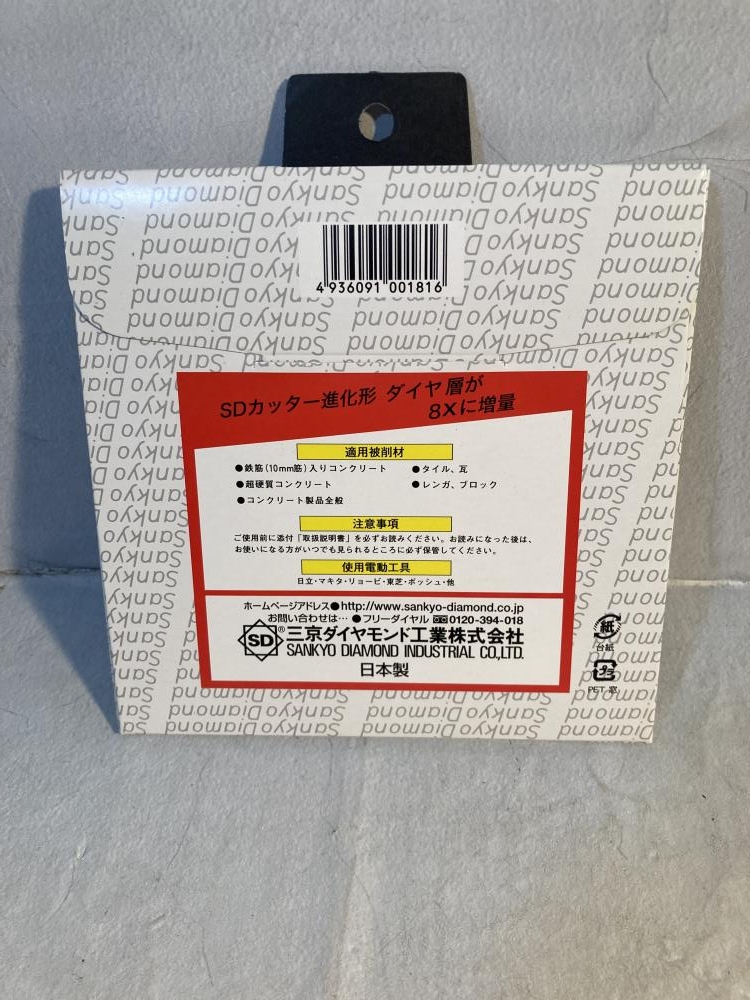 4 936091 001816
SDカッター進化形 ダイヤ層が
8Xに増量
適用被削材
●鉄筋(10mm筋)入りコンクリート ●タイル、瓦
●超硬質コンクリート ●レンガ、ブロック
●コンクリート製品全般
注意事項
ご使用前に添付「取扱説明書」を必ずお読みください。お読みになった後は、
お使いになる方がいつでも見られるところに必ず保管してください。
使用電動工具
日立・マキタ・リョービ・東芝・ボッシュ・他
ホームページアドレス●http://www.sankyo-diamond.co.jp
お問い合わせは… ●フリーダイヤル 0120-394-018
SD® 三京ダイヤモンド工業株式会社
SANKYO DIAMOND INDUSTRIAL CO.,LTD.
日本製
紙
台紙
プラ
PET 窓
Sankyo Diamond